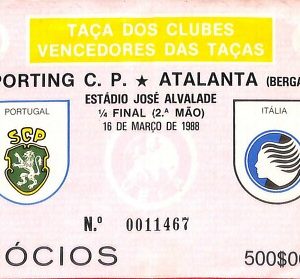 TAÇA DOS CLUBES
VENCEDORES DAS TAÇAS
PORTING C. P. ★ ATALANTA (BERGA
ESTÁDIO JOSÉ ALVALADE
¼ FINAL (2.ª MÃO)
16 DE MARÇO DE 1988
PORTUGAL
ITÁLIA
SCP
N.º 0011467
ÓCIOS
500$0